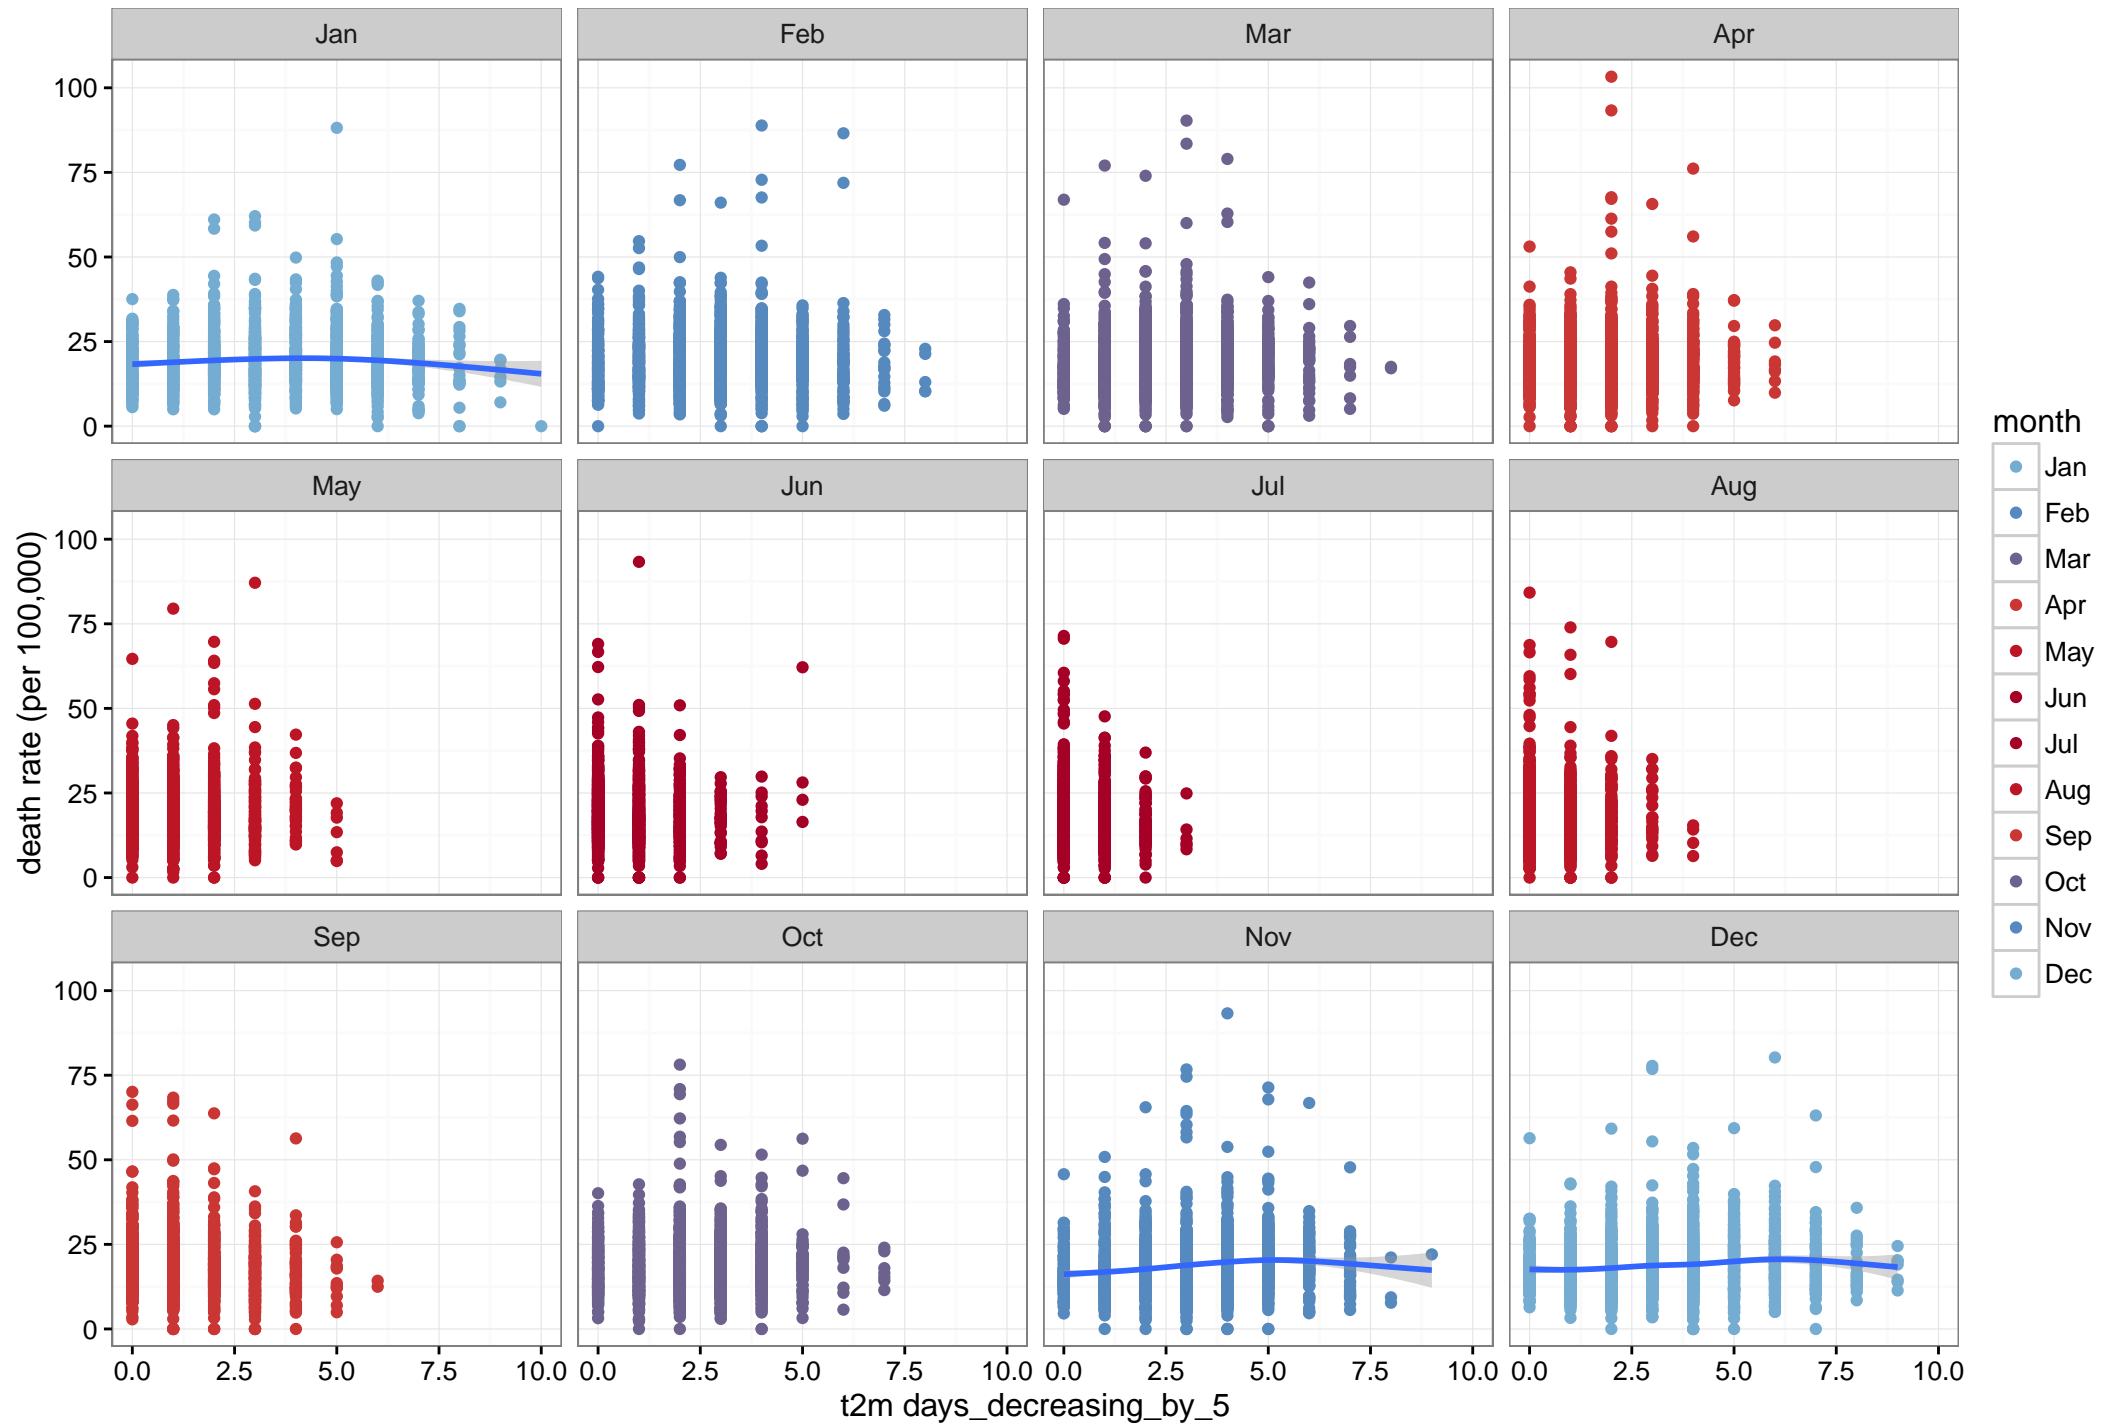 Jan Feb Mar Apr
100
75
50
25
0
May Jun Jul Aug
100
75
50
25
0
Sep Oct Nov Dec
100
75
50
25
0
0.0 2.5 5.0 7.5 10.0 0.0 2.5 5.0 7.5 10.0 0.0 2.5 5.0 7.5 10.0 0.0 2.5 5.0 7.5 10.0
t2m days_decreasing_by_5
death rate (per 100,000)
month
Jan
Feb
Mar
Apr
May
Jun
Jul
Aug
Sep
Oct
Nov
Dec